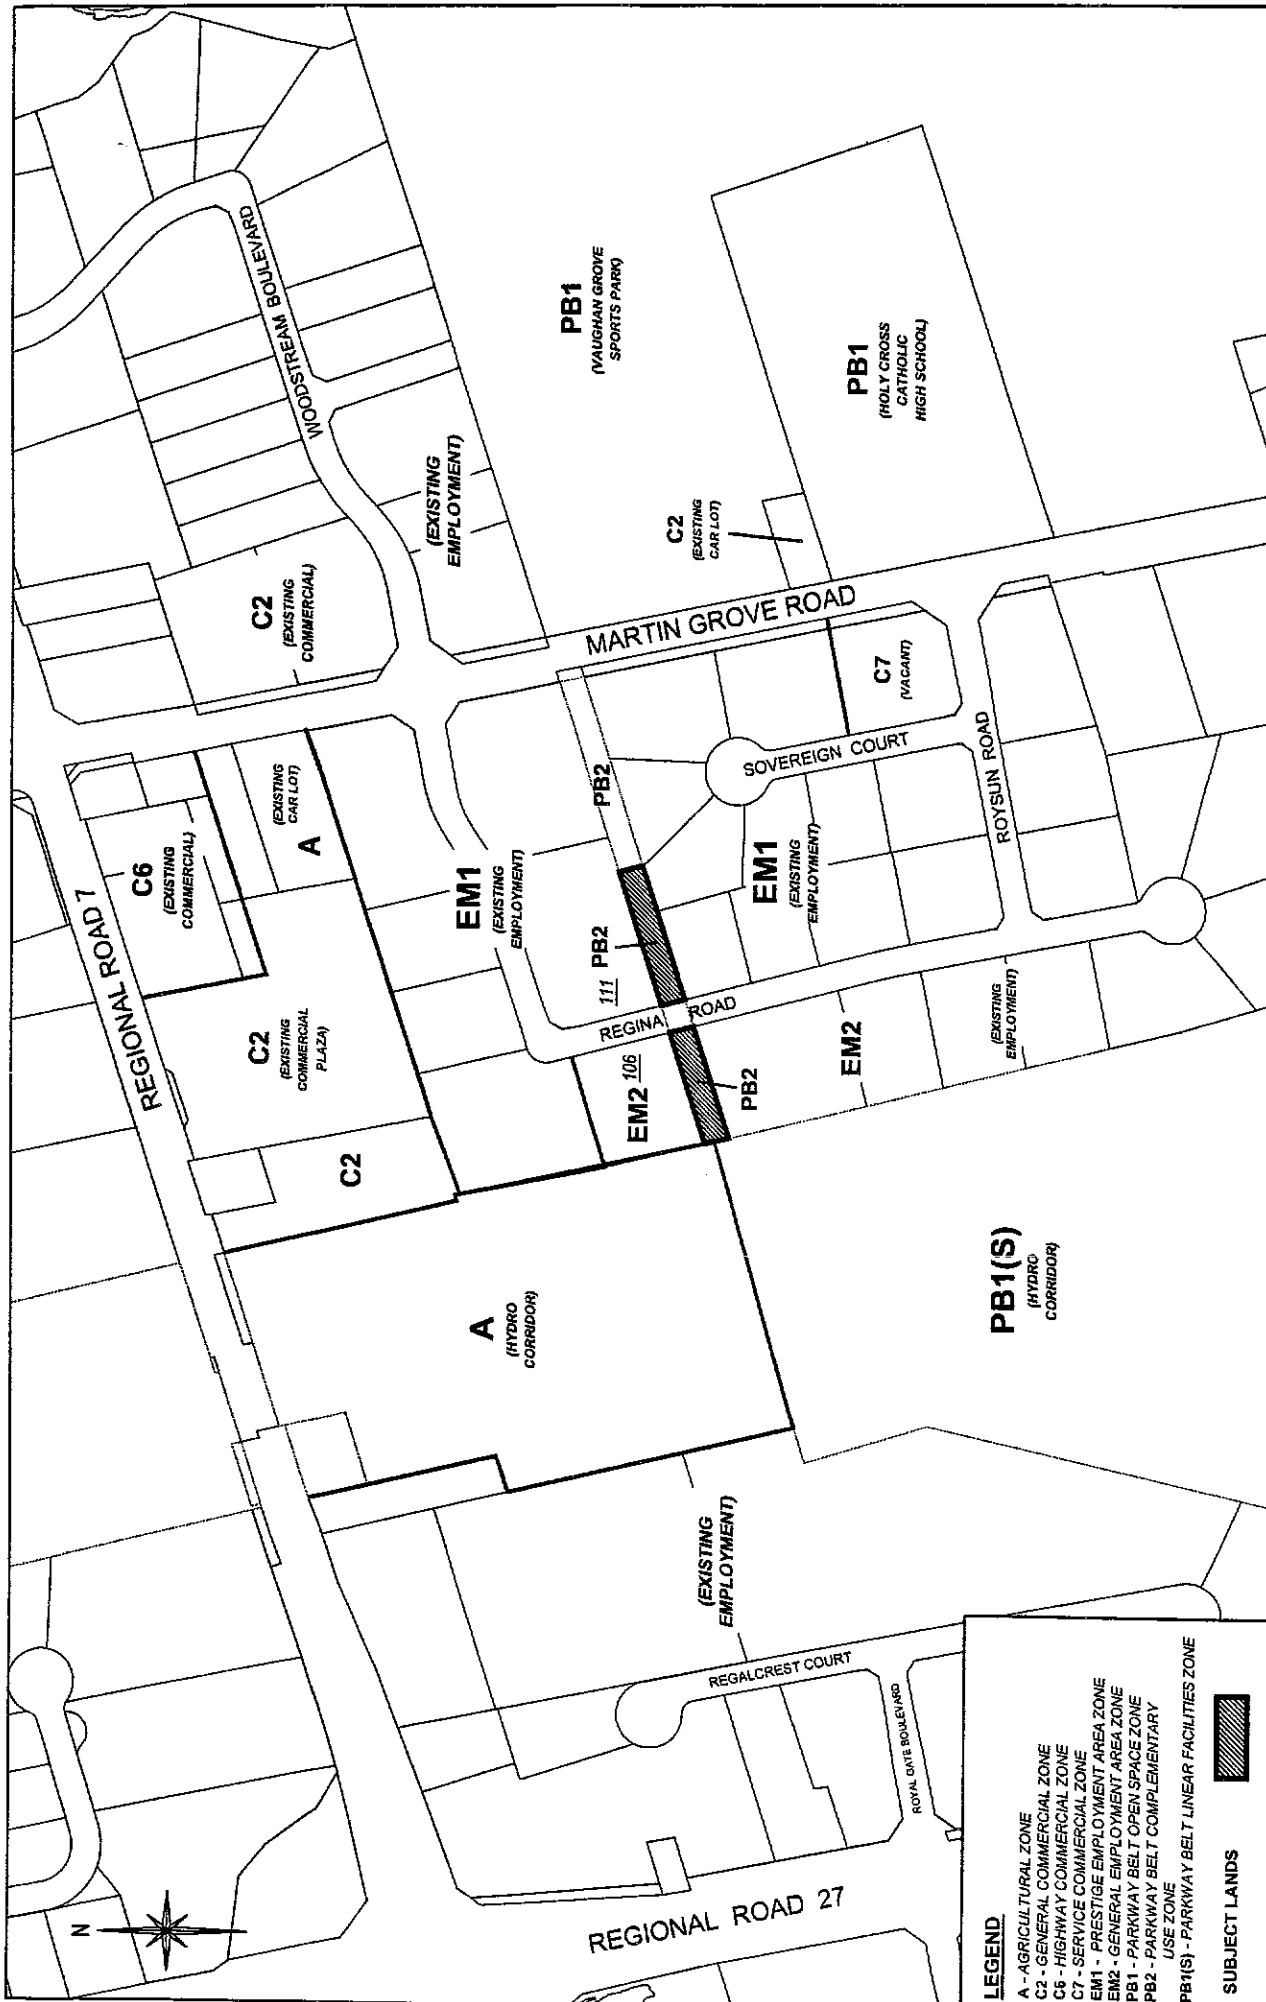 N
REGIONAL ROAD 7
REGIONAL ROAD 27
REGALCREST COURT
ROYAL GATE BOULEVARD
(EXISTING
EMPLOYMENT)
A
(HYDRO
CORRIDOR)
PB1(S)
(HYDRO
CORRIDOR)
C2
C2
(EXISTING
COMMERCIAL
PLAZA)
C6
(EXISTING
COMMERCIAL)
(EXISTING
CAR LOT)
A
EM1
(EXISTING
EMPLOYMENT)
C2
(EXISTING
COMMERCIAL)
WOODSTREAM BOULEVARD
(EXISTING
EMPLOYMENT)
PB1
(VAUGHAN GROVE
SPORTS PARK)
PB1
(HOLY CROSS
CATHOLIC
HIGH SCHOOL)
C2
(EXISTING
CAR LOT)
MARTIN GROVE ROAD
C7
(VACANT)
SOVEREIGN COURT
ROYSUN ROAD
PB2
PB2
111
REGINA ROAD
106
EM2
PB2
EM1
(EXISTING
EMPLOYMENT)
EM2
(EXISTING
EMPLOYMENT)
LEGEND
A - AGRICULTURAL ZONE
C2 - GENERAL COMMERCIAL ZONE
C6 - HIGHWAY COMMERCIAL ZONE
C7 - SERVICE COMMERCIAL ZONE
EM1 - PRESTIGE EMPLOYMENT AREA ZONE
EM2 - GENERAL EMPLOYMENT AREA ZONE
PB1 - PARKWAY BELT OPEN SPACE ZONE
PB2 - PARKWAY BELT COMPLEMENTARY
USE ZONE
PB1(S) - PARKWAY BELT LINEAR FACILITIES ZONE
SUBJECT LANDS